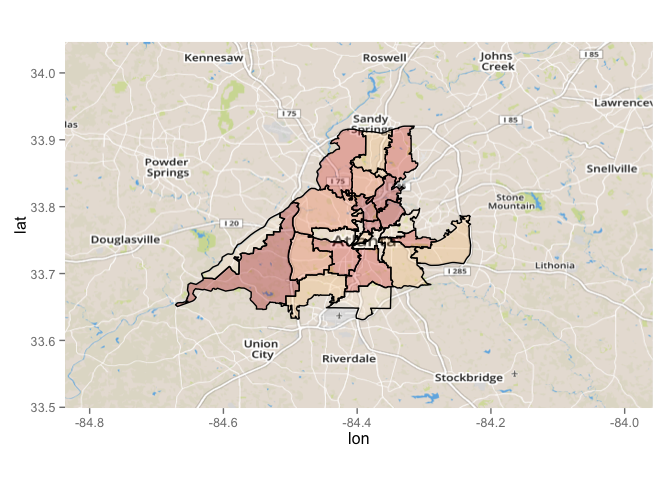 lat
34.0
33.9
33.8
33.7
33.6
33.5
Kennesaw
Roswell
Johns
Creek
I 85
Lawrencev
I 75
las
Sandy
Springs
I 85
Powder
Springs
I 75
Snellville
Stone
Mountain
I 20
Douglasville
Atlanta
Lithonia
I 285
Union
City
Riverdale
Stockbridge
-84.8
-84.6
-84.4
-84.2
-84.0
lon